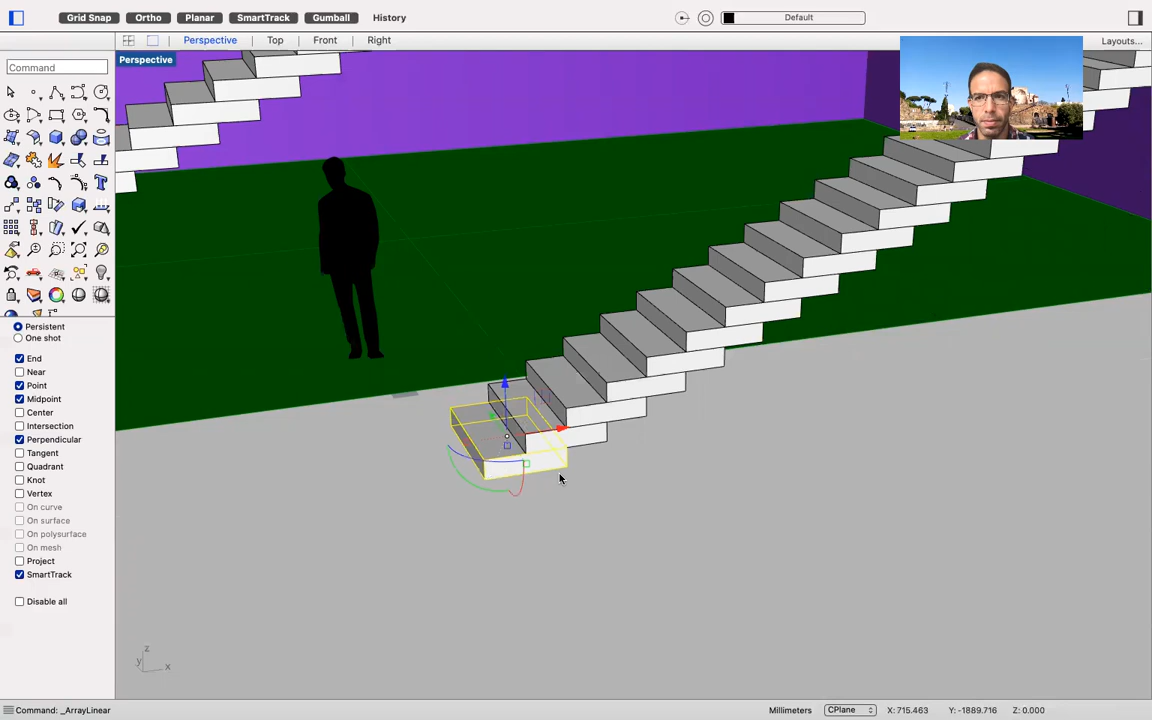 Grid Snap Ortho Planar SmartTrack Gumball History Default
Perspective Top Front Right Layouts...
Perspective
Command
Persistent
One shot
End
Near
Point
Midpoint
Center
Intersection
Perpendicular
Tangent
Quadrant
Knot
Vertex
On curve
On surface
On polysurface
On mesh
Project
SmartTrack
Disable all
z
y x
Command: _ArrayLinear Millimeters CPlane X: 715.463 Y: -1889.716 Z: 0.000